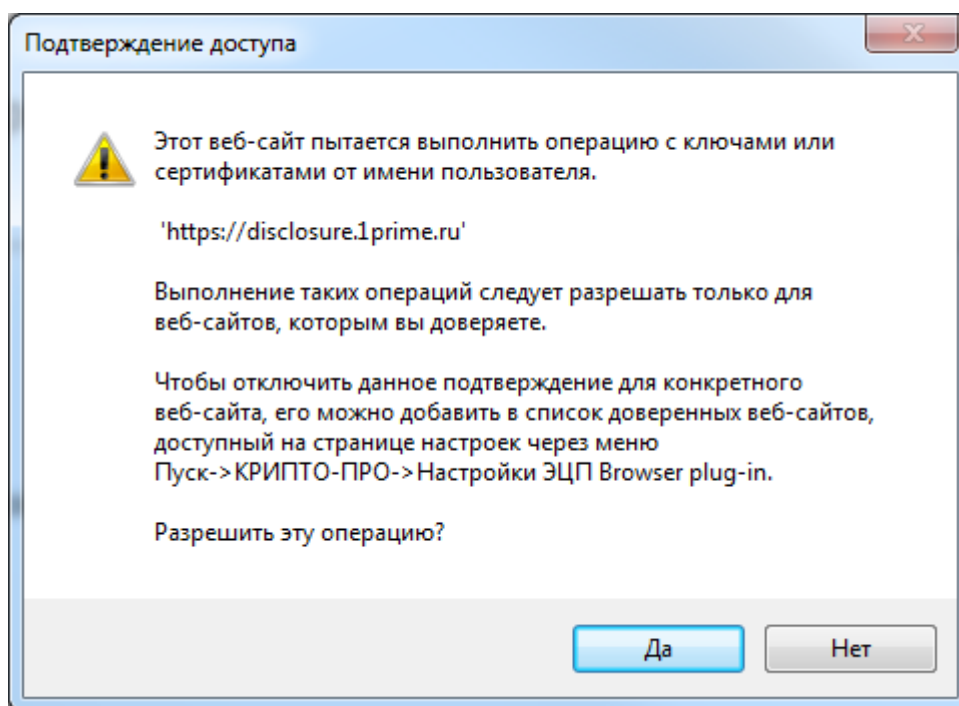 Подтверждение доступа
Этот веб-сайт пытается выполнить операцию с ключами или
сертификатами от имени пользователя.
'https://disclosure.1prime.ru'
Выполнение таких операций следует разрешать только для
веб-сайтов, которым вы доверяете.
Чтобы отключить данное подтверждение для конкретного
веб-сайта, его можно добавить в список доверенных веб-сайтов,
доступный на странице настроек через меню
Пуск->КРИПТО-ПРО->Настройки ЭЦП Browser plug-in.
Разрешить эту операцию?
Да
Нет